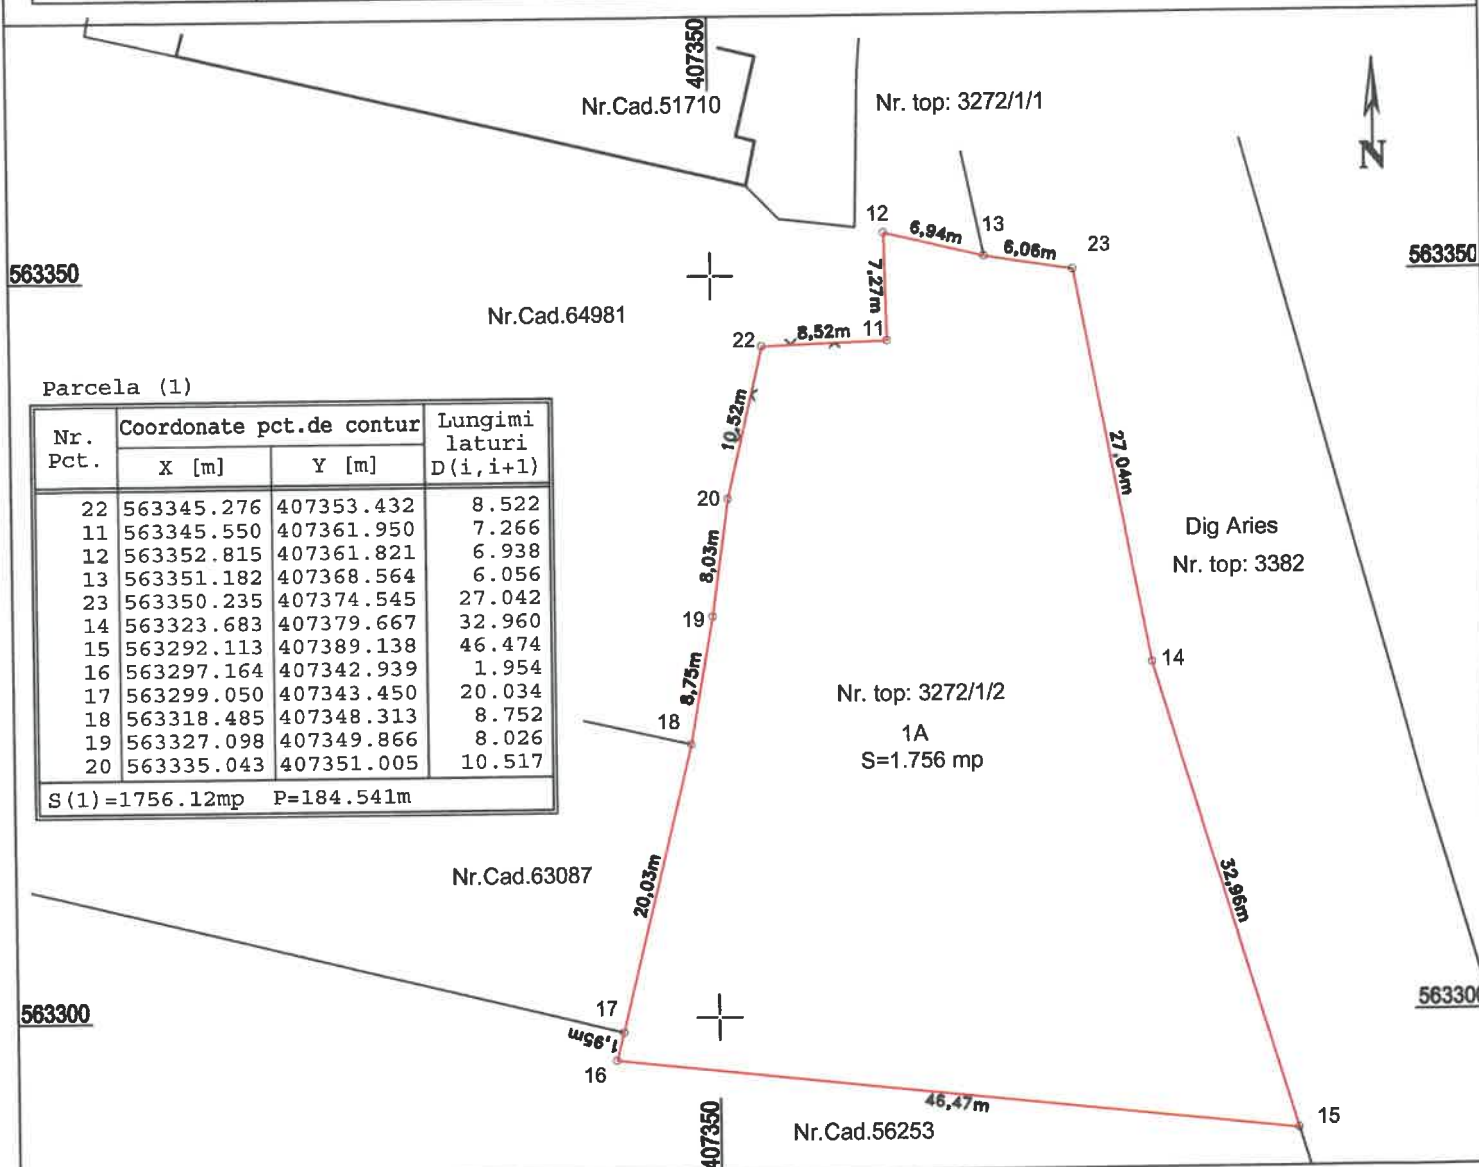 407350
Nr.Cad.51710
Nr. top: 3272/1/1
N
12
6,94m
13
6,06m
23
563350
563350
7,27m
Nr.Cad.64981
22
8,52m
11
Parcela (1)
Nr. Pct. Coordonate pct.de contur Lungimi laturi D(i,i+1)
X [m] Y [m]
22 563345.276 407353.432 8.522
11 563345.550 407361.950 7.266
12 563352.815 407361.821 6.938
13 563351.182 407368.564 6.056
23 563350.235 407374.545 27.042
14 563323.683 407379.667 32.960
15 563292.113 407389.138 46.474
16 563297.164 407342.939 1.954
17 563299.050 407343.450 20.034
18 563318.485 407348.313 8.752
19 563327.098 407349.866 8.026
20 563335.043 407351.005 10.517
S(1)=1756.12mp P=184.541m
10,52m
27,04m
20
Dig Aries
Nr. top: 3382
8,03m
19
14
8,75m
18
Nr. top: 3272/1/2
1A
S=1.756 mp
Nr.Cad.63087
20,03m
32,96m
563300
563300
17
1,95m
16
46,47m
15
407350
Nr.Cad.56253